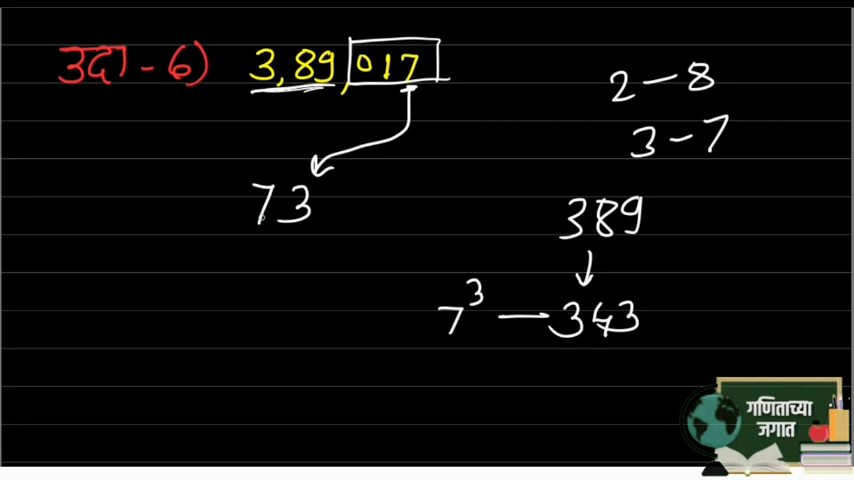 उदा - 6) 3,89,017
2 - 8
3 - 7
73
389
7³ — 343
गणिताच्या
जगात